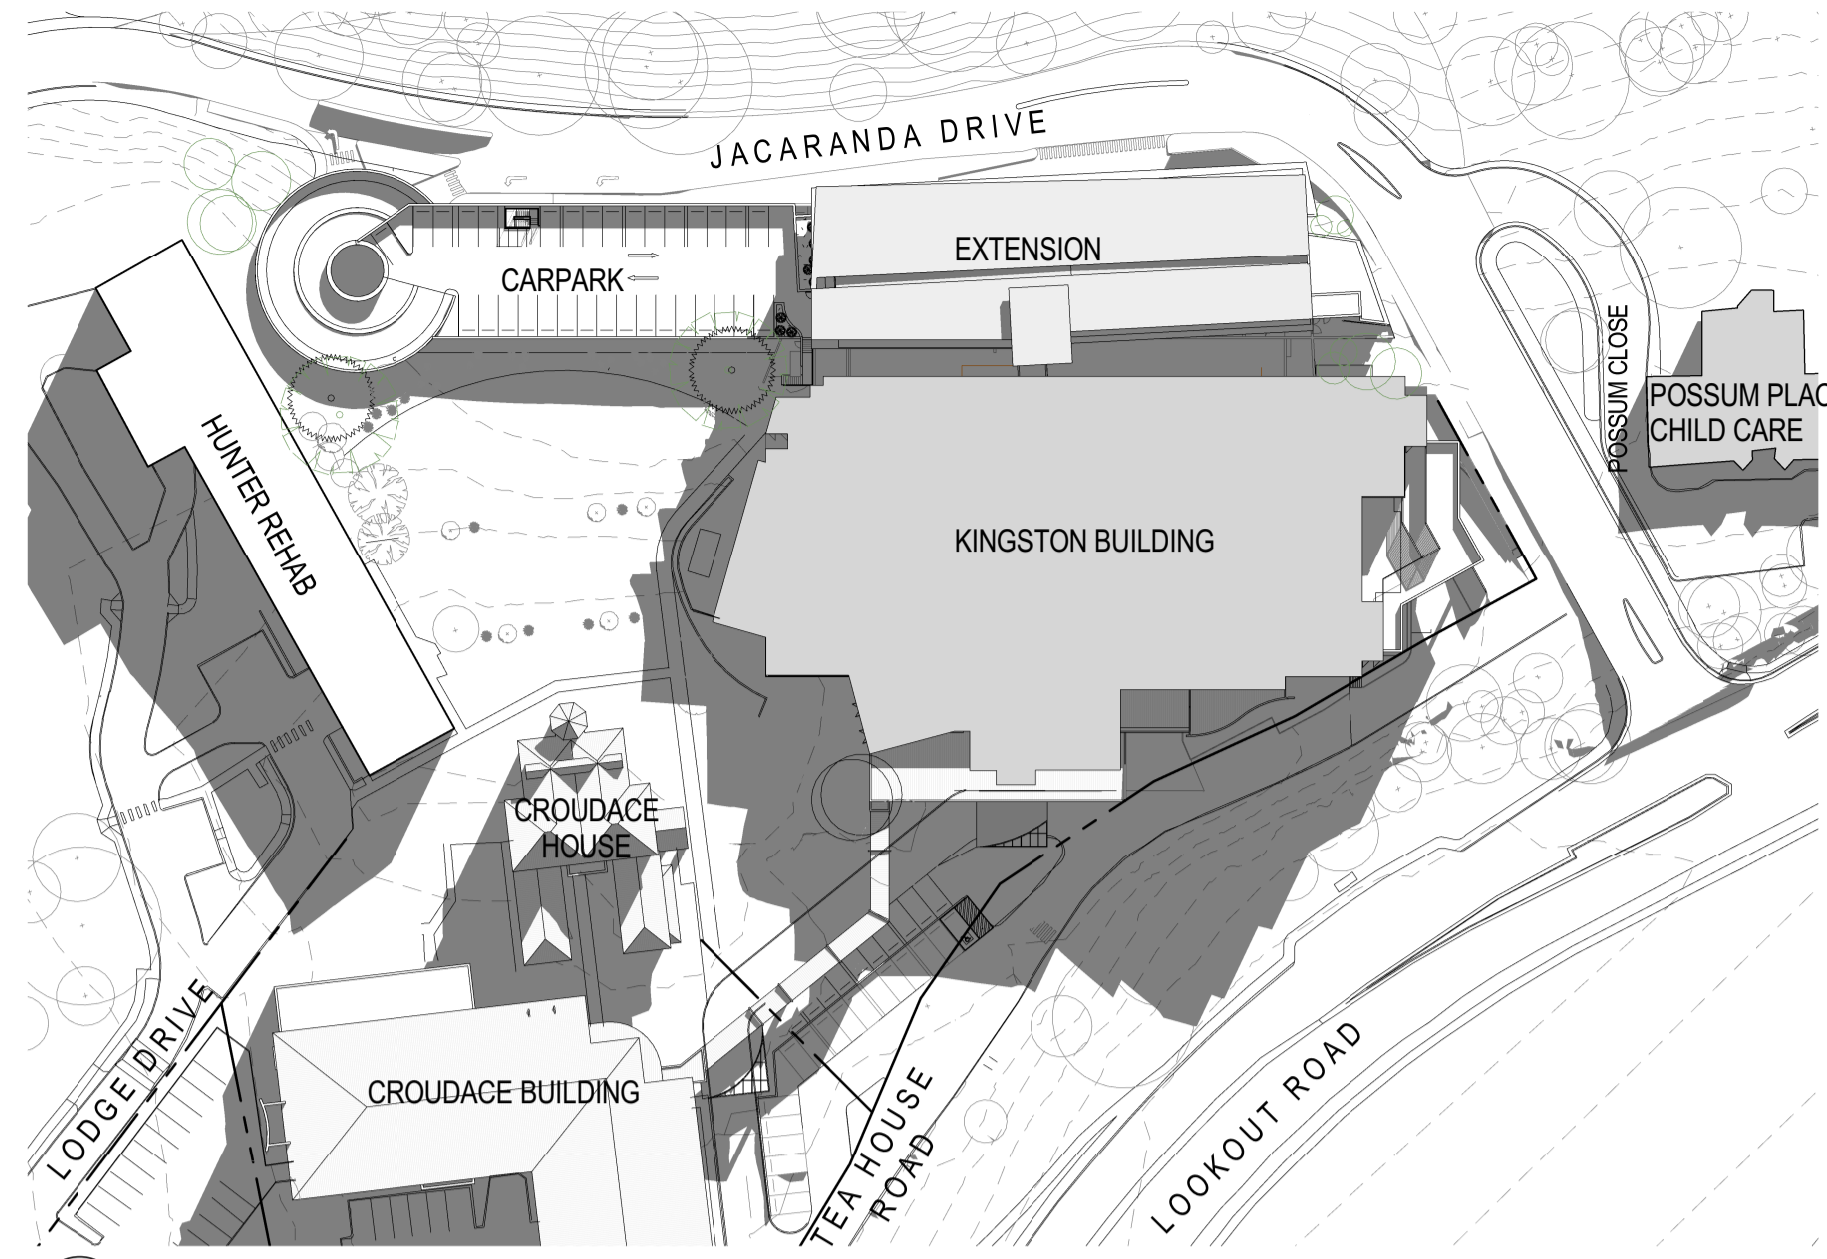 JACARANDA DRIVE
EXTENSION
CARPARK
POSSUM CLOSE
POSSUM PLAC
CHILD CARE
HUNTER REHAB
KINGSTON BUILDING
CROUDACE
HOUSE
LODGE DRIVE
CROUDACE BUILDING
TEA HOUSE
ROAD
LOOKOUT ROAD